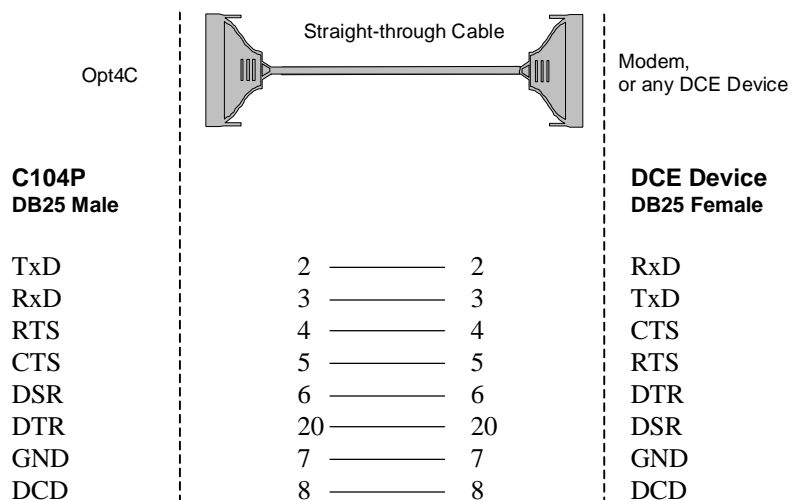 Straight-through Cable
Opt4C
Modem,
or any DCE Device
C104P
DB25 Male
DCE Device
DB25 Female
TxD 2 2 RxD
RxD 3 3 TxD
RTS 4 4 CTS
CTS 5 5 RTS
DSR 6 6 DTR
DTR 20 20 DSR
GND 7 7 GND
DCD 8 8 DCD